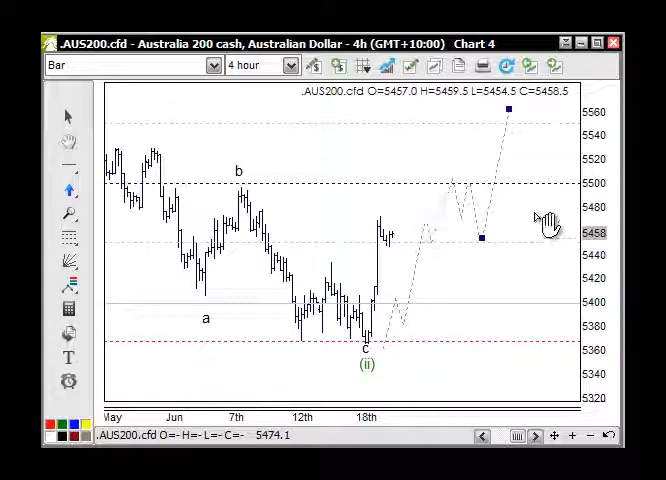 .AUS200.cfd - Australia 200 cash, Australian Dollar - 4h (GMT+10:00) Chart 4
Bar
4 hour
.AUS200.cfd O=5457.0 H=5459.5 L=5454.5 C=5458.5
5560
5540
5520
b
5500
5480
5458
5440
5420
5400
a
5380
c
5360
(ii)
5340
5320
May Jun 7th 12th 18th
.AUS200.cfd O=- H=- L=- C=- 5474.1